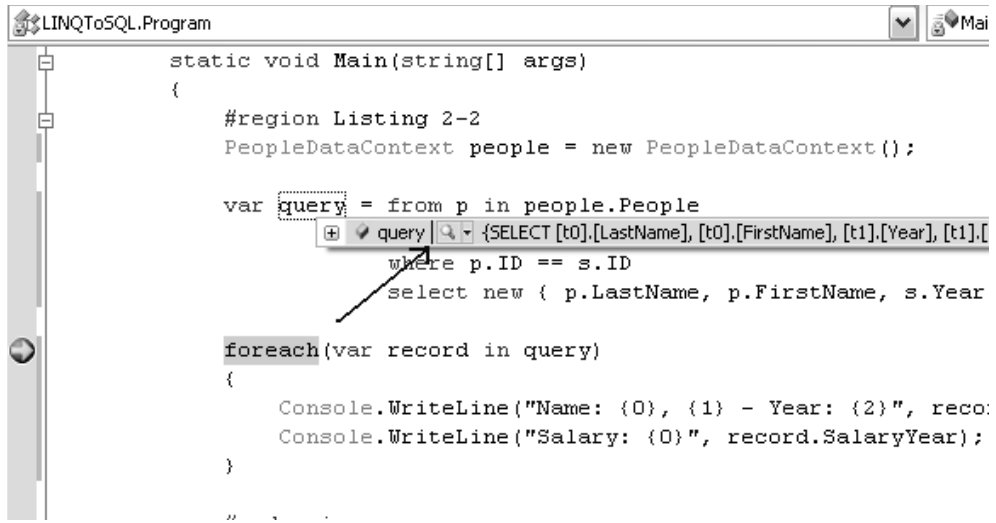 LINQToSQL.Program
static void Main(string[] args)
{
#region Listing 2-2
PeopleDataContext people = new PeopleDataContext();
var query = from p in people.People
query {SELECT [t0].[LastName], [t0].[FirstName], [t1].[Year], [t1].[
where p.ID == s.ID
select new { p.LastName, p.FirstName, s.Year
foreach(var record in query)
{
Console.WriteLine("Name: {0}, {1} - Year: {2}", reco
Console.WriteLine("Salary: {0}", record.SalaryYear);
}